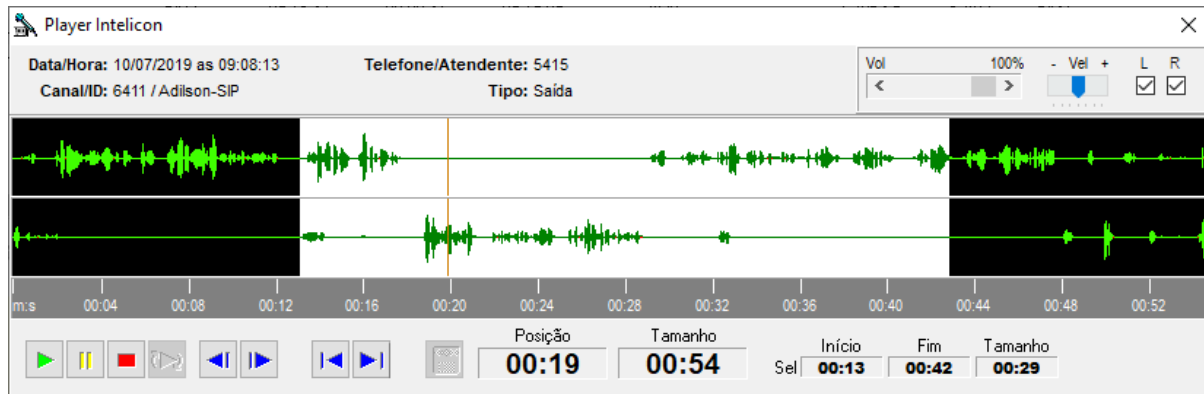 Player Intelicon
Data/Hora: 10/07/2019 as 09:08:13 Telefone/Atendente: 5415
Canal/ID: 6411 / Adilson-SIP Tipo: Saída
Vol 100% - Vel + L R
m:s 00:04 00:08 00:12 00:16 00:20 00:24 00:28 00:32 00:36 00:40 00:44 00:48 00:52
Posição Tamanho
00:19 00:54
Início Fim Tamanho
Sel 00:13 00:42 00:29